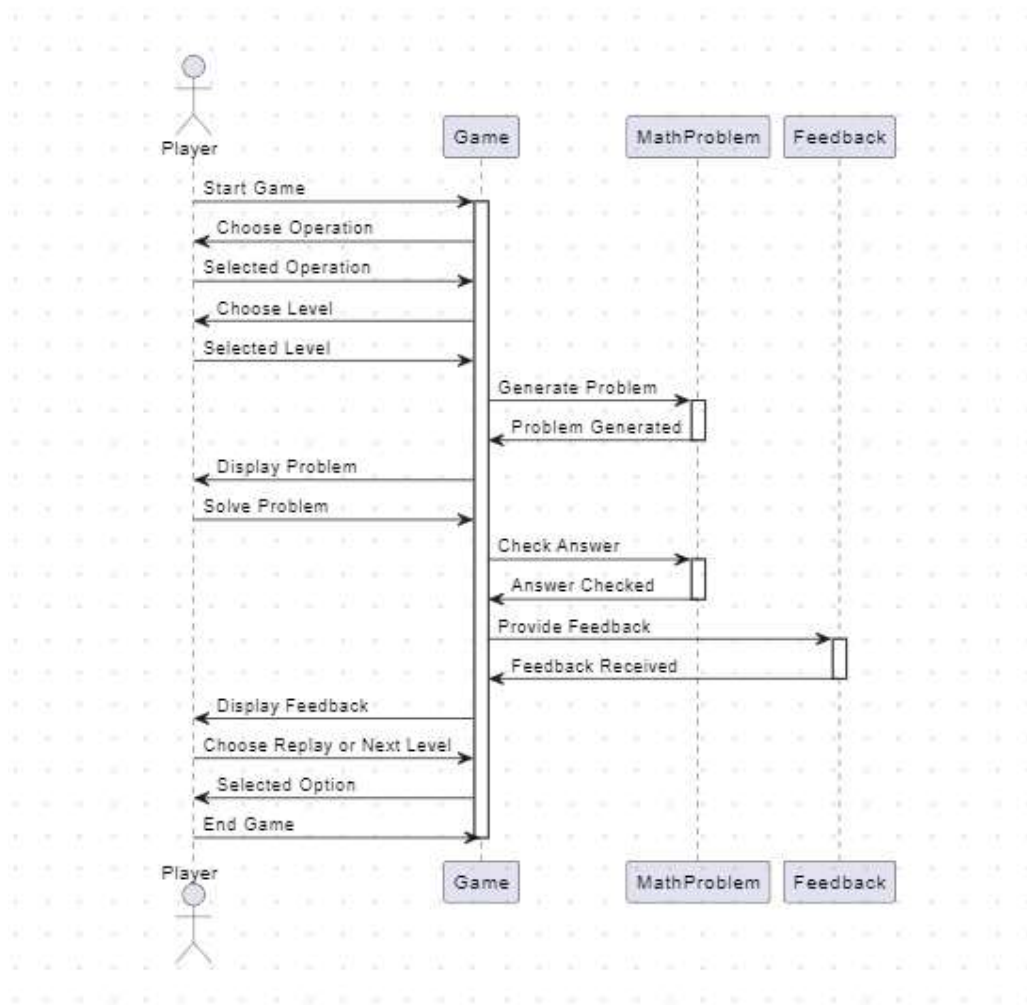 Player
Game
MathProblem
Feedback
Start Game
Choose Operation
Selected Operation
Choose Level
Selected Level
Generate Problem
Problem Generated
Display Problem
Solve Problem
Check Answer
Answer Checked
Provide Feedback
Feedback Received
Display Feedback
Choose Replay or Next Level
Selected Option
End Game
Player
Game
MathProblem
Feedback